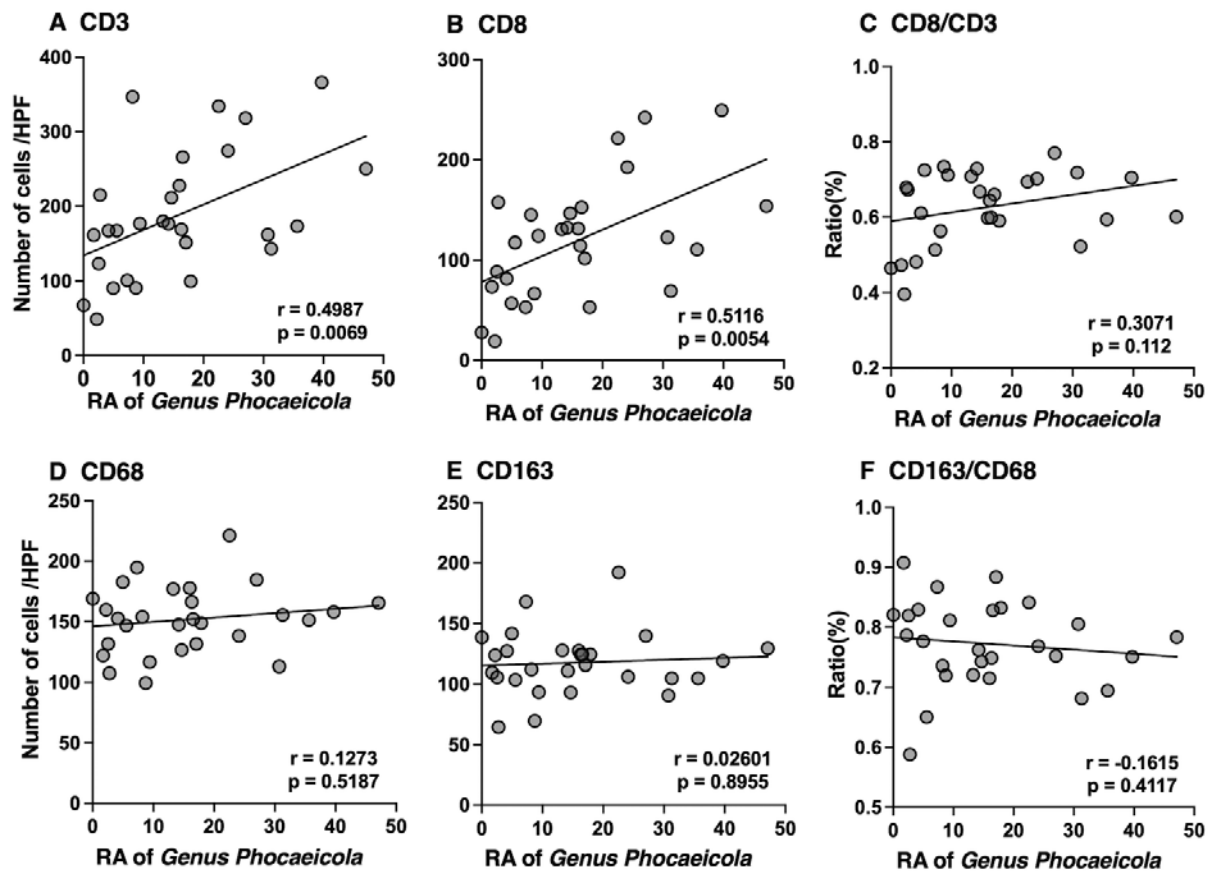 A CD3
Number of cells /HPF
400
300
200
100
0
0 10 20 30 40 50
r = 0.4987
p = 0.0069
RA of Genus Phocaeicola
B CD8
300
200
100
0
0 10 20 30 40 50
r = 0.5116
p = 0.0054
RA of Genus Phocaeicola
C CD8/CD3
Ratio(%)
1.0
0.8
0.6
0.4
0.2
0 10 20 30 40 50
r = 0.3071
p = 0.112
RA of Genus Phocaeicola
D CD68
Number of cells /HPF
250
200
150
100
50
0
0 10 20 30 40 50
r = 0.1273
p = 0.5187
RA of Genus Phocaeicola
E CD163
250
200
150
100
50
0
0 10 20 30 40 50
r = 0.02601
p = 0.8955
RA of Genus Phocaeicola
F CD163/CD68
Ratio(%)
1.0
0.9
0.8
0.7
0.6
0.5
0 10 20 30 40 50
r = -0.1615
p = 0.4117
RA of Genus Phocaeicola